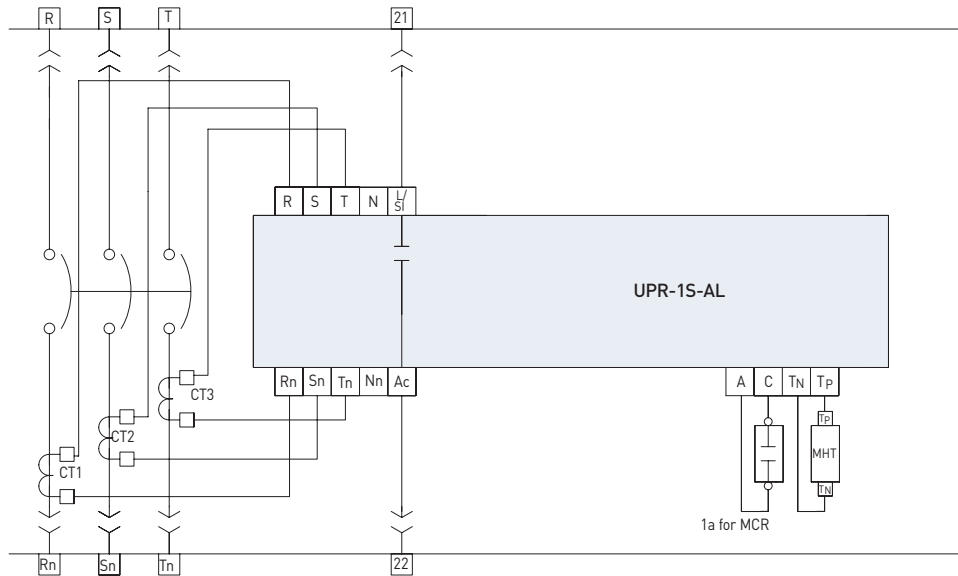 R S T 21
R S T N L/SI
UPR-1S-AL
Rn Sn Tn Nn Ac
A C TN TP
CT3
CT2
CT1
TP
MHT
TN
1a for MCR
Rn Sn Tn 22